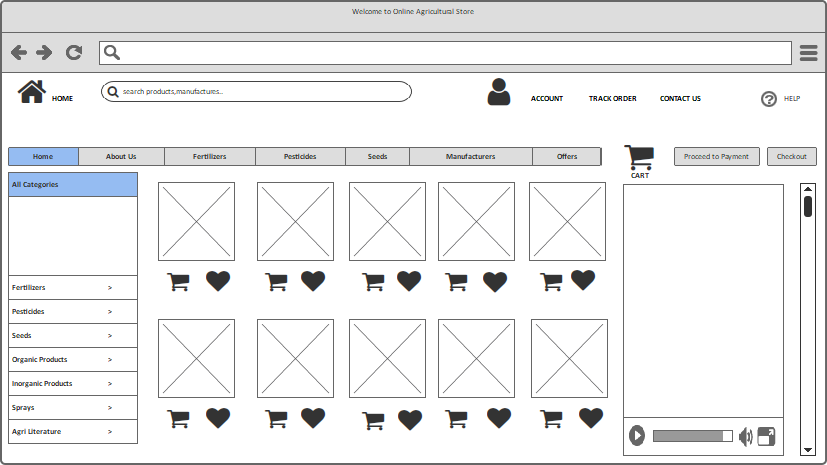 Welcome to Online Agricultural Store
HOME
search products,manufactures..
ACCOUNT
TRACK ORDER
CONTACT US
? HELP
Home
About Us
Fertlizers
Pesticides
Seeds
Manufacturers
Offers
CART
Proceed to Payment
Checkout
All Categories
Fertlizers >
Pesticides >
Seeds >
Organic Products >
Inorganic Products >
Sprays >
Agri Literature >